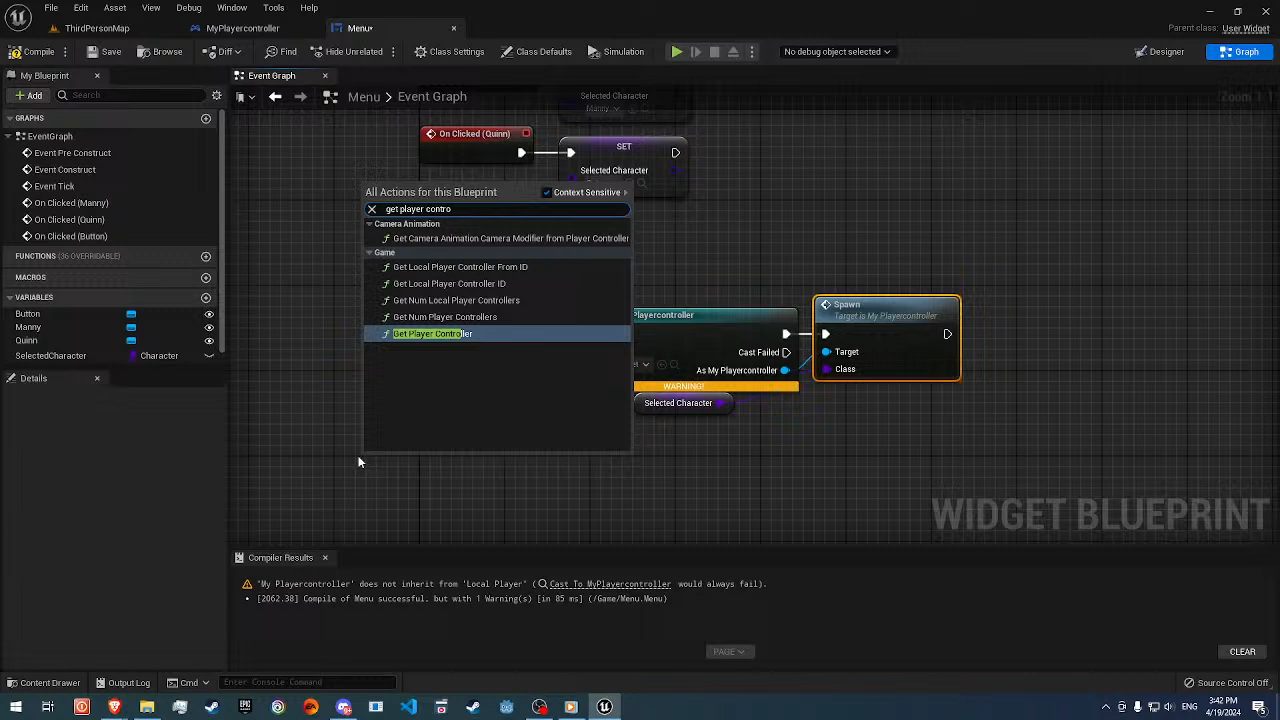 File Edit Asset View Debug Window Tools Help
ThirdPersonMap
MyPlayercontroller
Menu•
Parent class: User Widget
Compile
Save
Browse
Diff
Find
Hide Unrelated
Class Settings
Class Defaults
Simulation
No debug object selected
Designer
Graph
My Blueprint
Event Graph
Add
Search
Menu > Event Graph
Zoom 1:1
GRAPHS
EventGraph
Event Pre Construct
Event Construct
Event Tick
On Clicked (Manny)
On Clicked (Quinn)
On Clicked (Button)
FUNCTIONS (36 OVERRIDABLE)
MACROS
VARIABLES
Button
Manny
Quinn
SelectedCharacter Character
Details
Selected Character
Manny
On Clicked (Quinn)
SET
Selected Character
All Actions for this Blueprint
Context Sensitive
get player contro
Camera Animation
Get Camera Animation Camera Modifier from Player Controller
Game
Get Local Player Controller From ID
Get Local Player Controller ID
Get Num Local Player Controllers
Get Num Player Controllers
Get Player Controller
Playercontroller
Cast Failed
As My Playercontroller
WARNING!
Selected Character
Spawn
Target is My Playercontroller
Target
Class
WIDGET BLUEPRINT
Compiler Results
'My Playercontroller' does not inherit from 'Local Player' ( Cast To MyPlayercontroller would always fail).
[2062.38] Compile of Menu successful, but with 1 Warning(s) [in 85 ms] (/Game/Menu.Menu)
PAGE
CLEAR
Content Drawer
Output Log
Cmd
Enter Console Command
Source Control Off
3:42 PM
4/19/2024